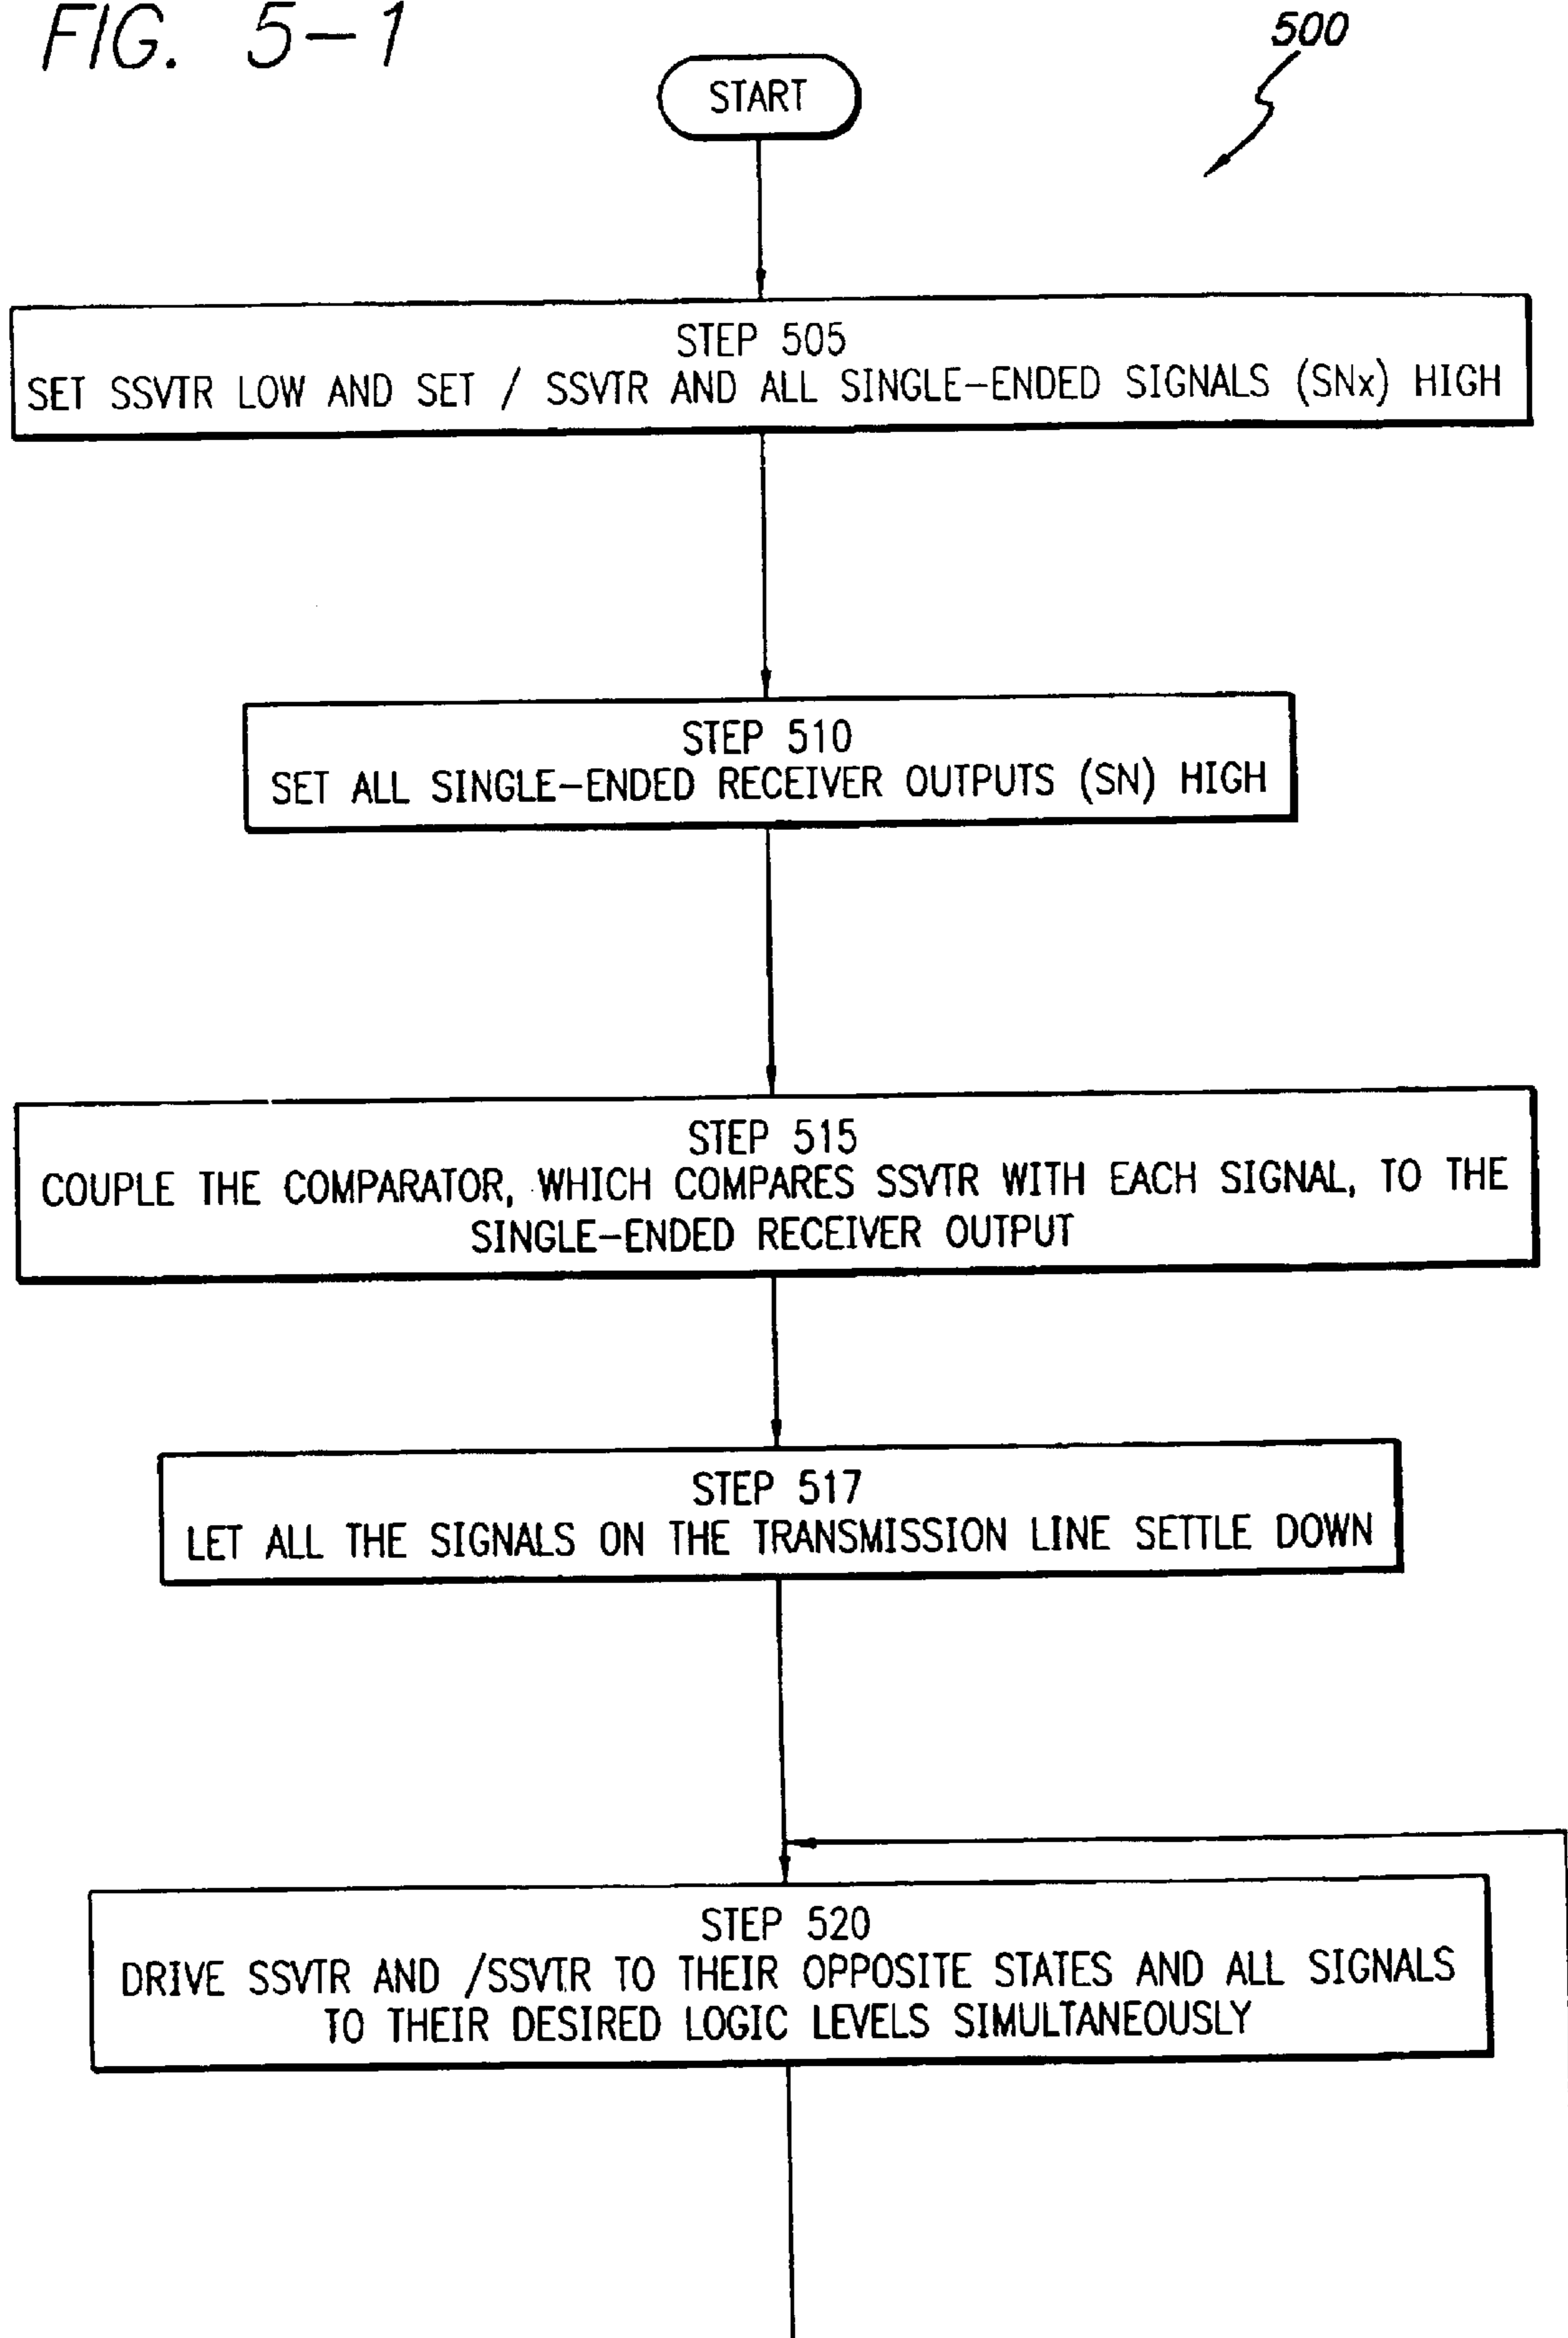 FIG. 5-1
500
START
STEP 505
SET SSVTR LOW AND SET / SSVTR AND ALL SINGLE-ENDED SIGNALS (SNx) HIGH
STEP 510
SET ALL SINGLE-ENDED RECEIVER OUTPUTS (SN) HIGH
STEP 515
COUPLE THE COMPARATOR, WHICH COMPARES SSVTR WITH EACH SIGNAL, TO THE
SINGLE-ENDED RECEIVER OUTPUT
STEP 517
LET ALL THE SIGNALS ON THE TRANSMISSION LINE SETTLE DOWN
STEP 520
DRIVE SSVTR AND /SSVTR TO THEIR OPPOSITE STATES AND ALL SIGNALS
TO THEIR DESIRED LOGIC LEVELS SIMULTANEOUSLY